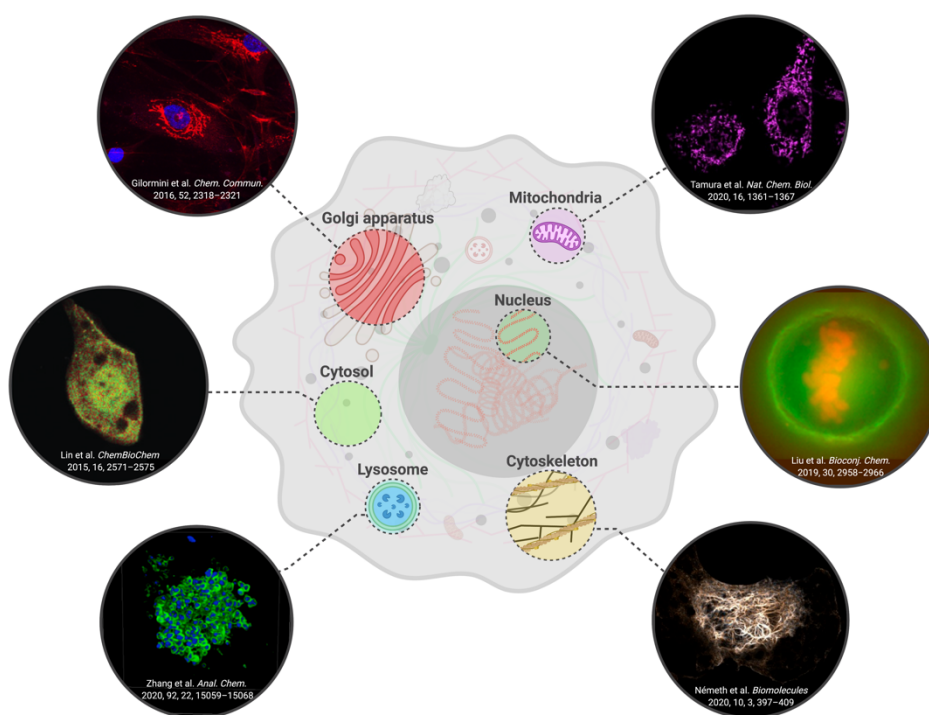 Gilormini et al. Chem. Commun.
2016, 52, 2318–2321
Tamura et al. Nat. Chem. Biol.
2020, 16, 1361–1367
Mitochondria
Golgi apparatus
Nucleus
Cytosol
Lin et al. ChemBioChem
2015, 16, 2571–2575
Liu et al. Bioconj. Chem.
2019, 30, 2958–2966
Lysosome
Cytoskeleton
Zhang et al. Anal. Chem.
2020, 92, 22, 15059–15068
Németh et al. Biomolecules
2020, 10, 3, 397–409